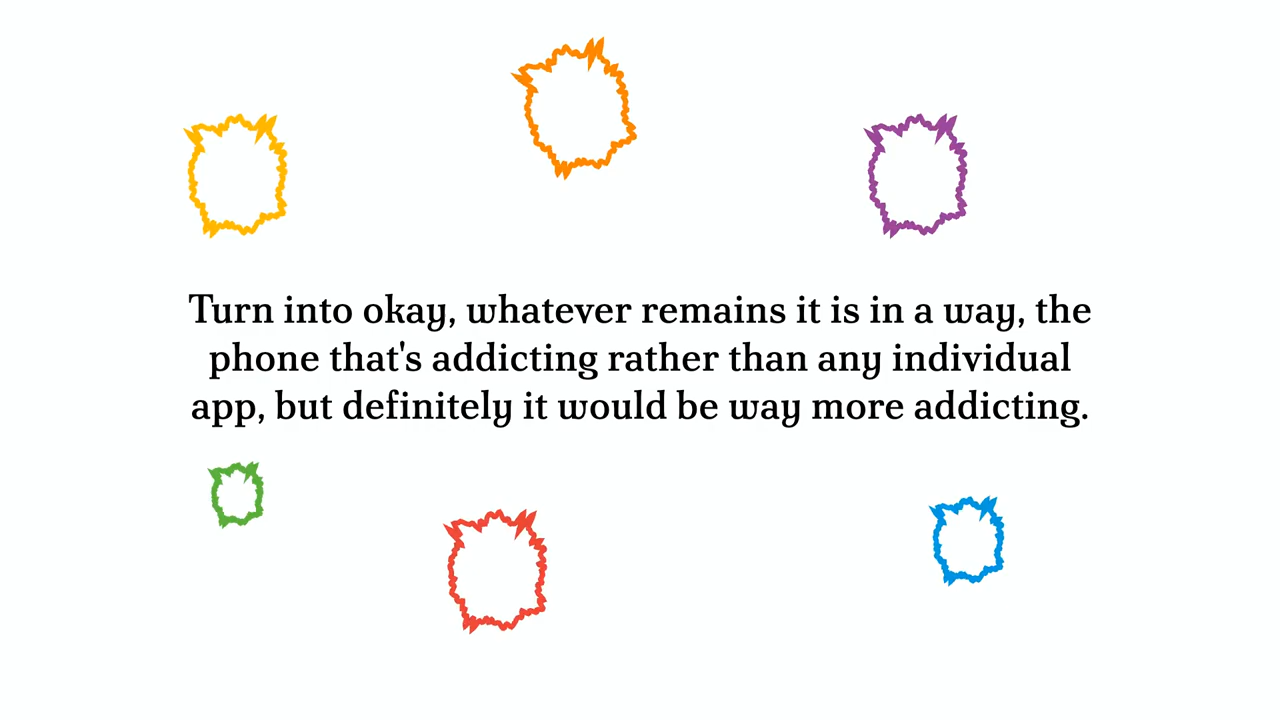 Turn into okay, whatever remains it is in a way, the
phone that's addicting rather than any individual
app, but definitely it would be way more addicting.